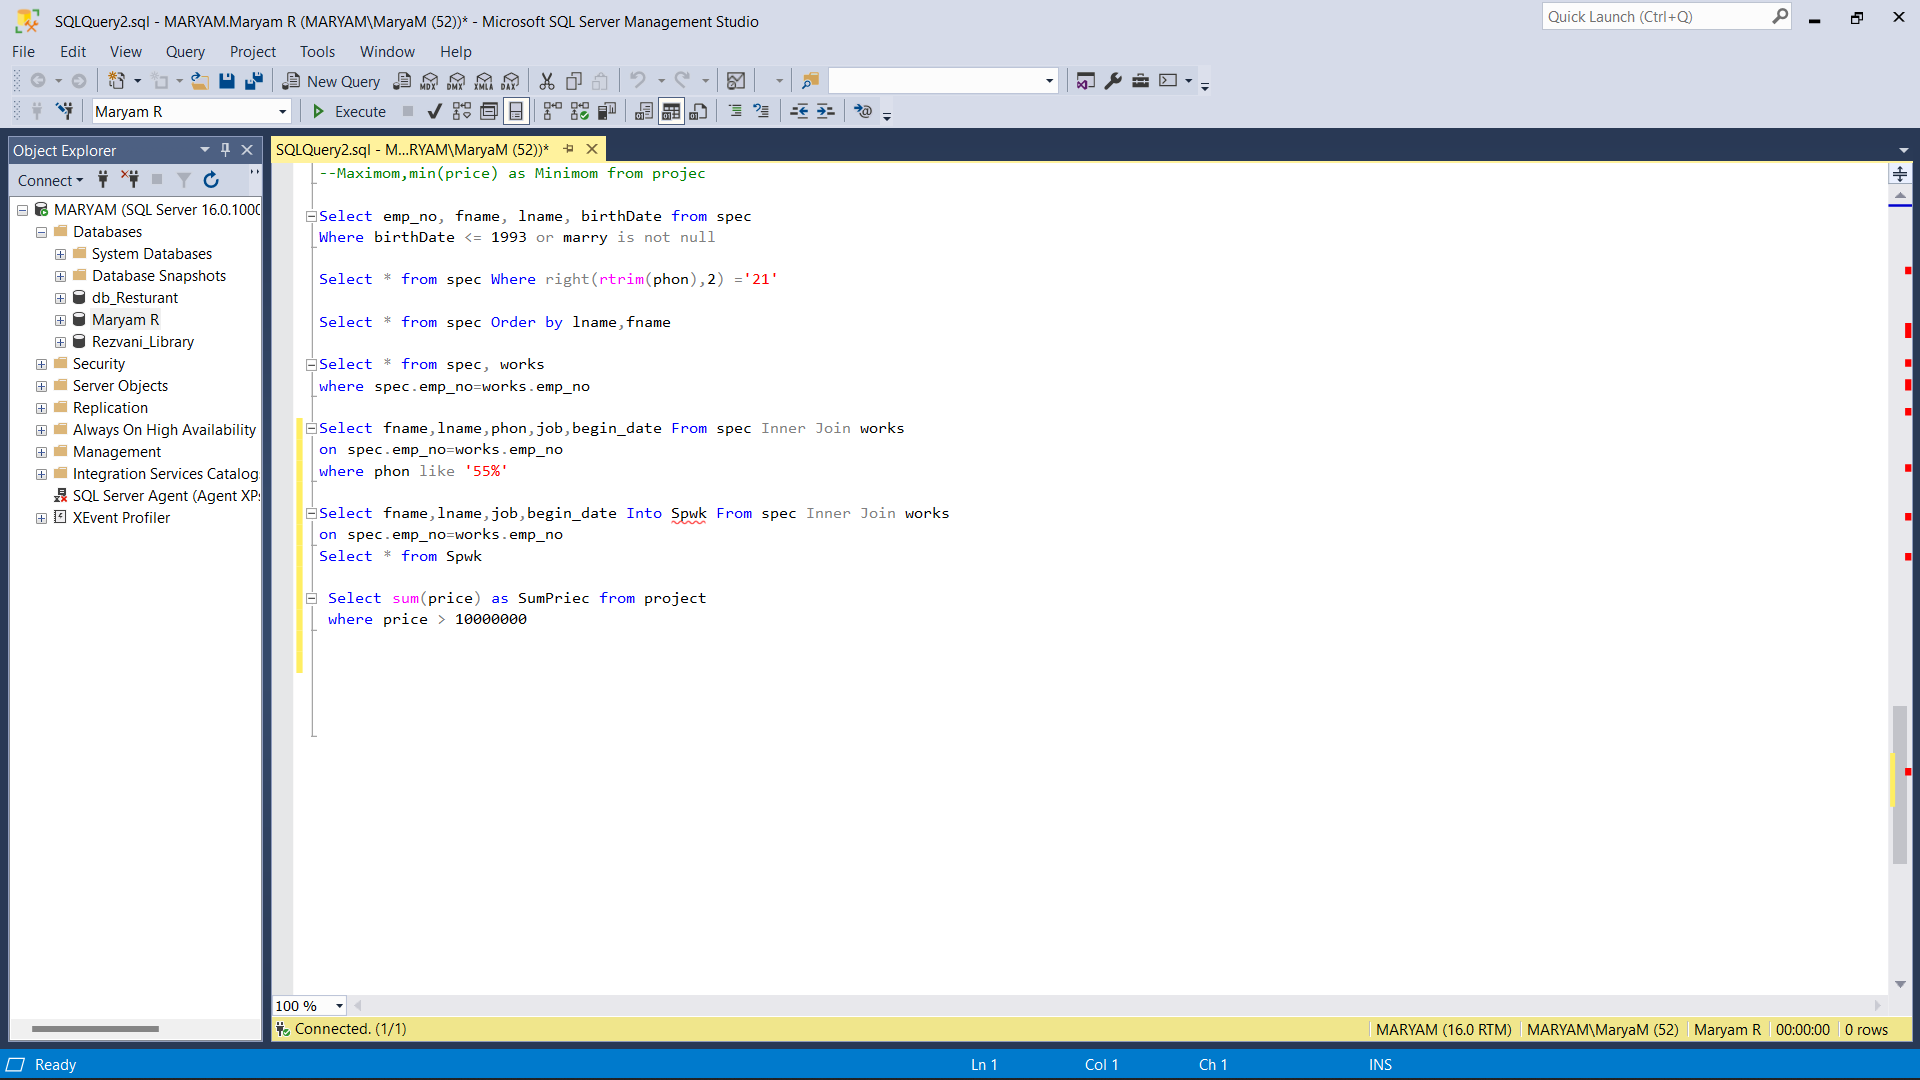 SQLQuery2.sql - MARYAM.Maryam R (MARYAM\MaryaM (52))* - Microsoft SQL Server Management Studio
Quick Launch (Ctrl+Q)
File Edit View Query Project Tools Window Help
New Query MDX DMX XMLA DAX
Maryam R Execute
Object Explorer
Connect
MARYAM (SQL Server 16.0.1000
Databases
System Databases
Database Snapshots
db_Resturant
Maryam R
Rezvani_Library
Security
Server Objects
Replication
Always On High Availability
Management
Integration Services Catalog
SQL Server Agent (Agent XP
XEvent Profiler
SQLQuery2.sql - M...RYAM\MaryaM (52))*
--Maximom,min(price) as Minimom from projec
Select emp_no, fname, lname, birthDate from spec
Where birthDate <= 1993 or marry is not null
Select * from spec Where right(rtrim(phon),2) ='21'
Select * from spec Order by lname,fname
Select * from spec, works
where spec.emp_no=works.emp_no
Select fname,lname,phon,job,begin_date From spec Inner Join works
on spec.emp_no=works.emp_no
where phon like '55%'
Select fname,lname,job,begin_date Into Spwk From spec Inner Join works
on spec.emp_no=works.emp_no
Select * from Spwk
Select sum(price) as SumPriec from project
where price > 10000000
100 %
Connected. (1/1) MARYAM (16.0 RTM) MARYAM\MaryaM (52) Maryam R 00:00:00 0 rows
Ready Ln 1 Col 1 Ch 1 INS